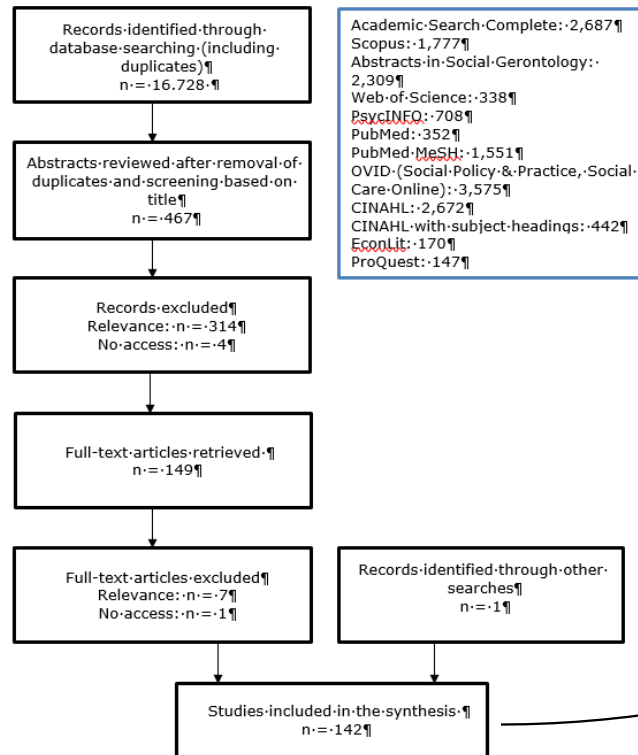 Records·identified·through·
database·searching·(including·
duplicates)¶
n·=·16.728·¶
Academic·Search·Complete:·2,687¶
Scopus:·1,777¶
Abstracts·in·Social·Gerontology:·
2,309¶
Web·of·Science:·338¶
PsycINFO:·708¶
PubMed:·352¶
PubMed·MeSH:·1,551¶
OVID·(Social·Policy·&·Practice,·Social·
Care·Online):·3,575¶
CINAHL:·2,672¶
CINAHL·with·subject·headings:·442¶
EconLit:·170¶
ProQuest:·147¶
Abstracts·reviewed·after·removal·of·
duplicates·and·screening·based·on·
title¶
n·=·467¶
Records·excluded¶
Relevance:·n·=·314¶
No·access:·n·=·4¶
Full-text·articles·retrieved·¶
n·=·149¶
Full-text·articles·excluded¶
Relevance:·n·=·7¶
No·access:·n·=·1¶
Records·identified·through·other·
searches¶
n·=·1¶
Studies·included·in·the·synthesis·¶
n·=·142¶